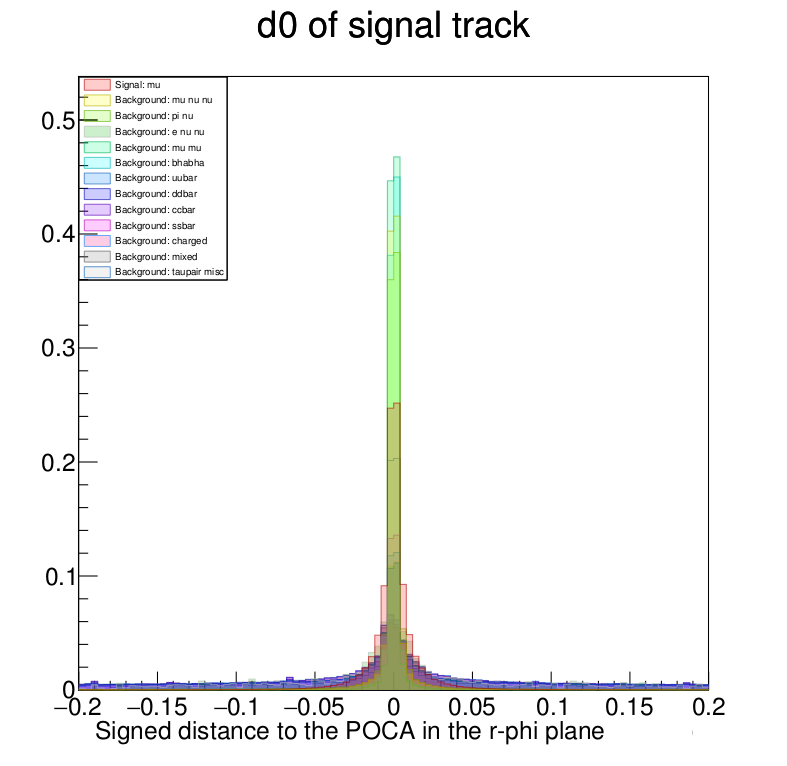 d0 of signal track
Signal: mu
Background: mu nu nu
Background: pi nu
Background: e nu nu
Background: mu mu
Background: bhabha
Background: uubar
Background: ddbar
Background: ccbar
Background: ssbar
Background: charged
Background: mixed
Background: taupair misc
0.5
0.4
0.3
0.2
0.1
0
−0.2 −0.15 −0.1 −0.05 0 0.05 0.1 0.15 0.2
Signed distance to the POCA in the r-phi plane